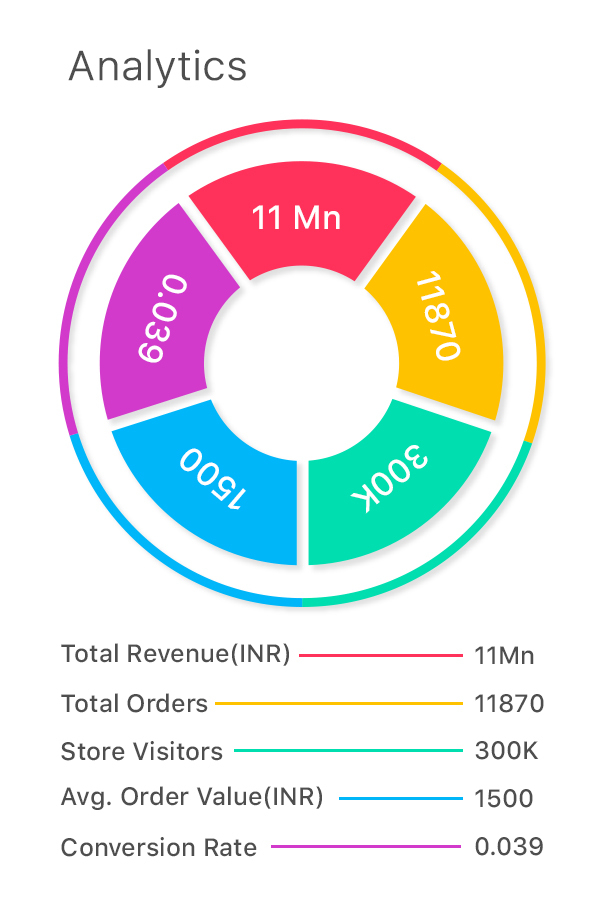 Analytics
11 Mn
11870
300K
1500
0.039
Total Revenue(INR) 11Mn
Total Orders 11870
Store Visitors 300K
Avg. Order Value(INR) 1500
Conversion Rate 0.039